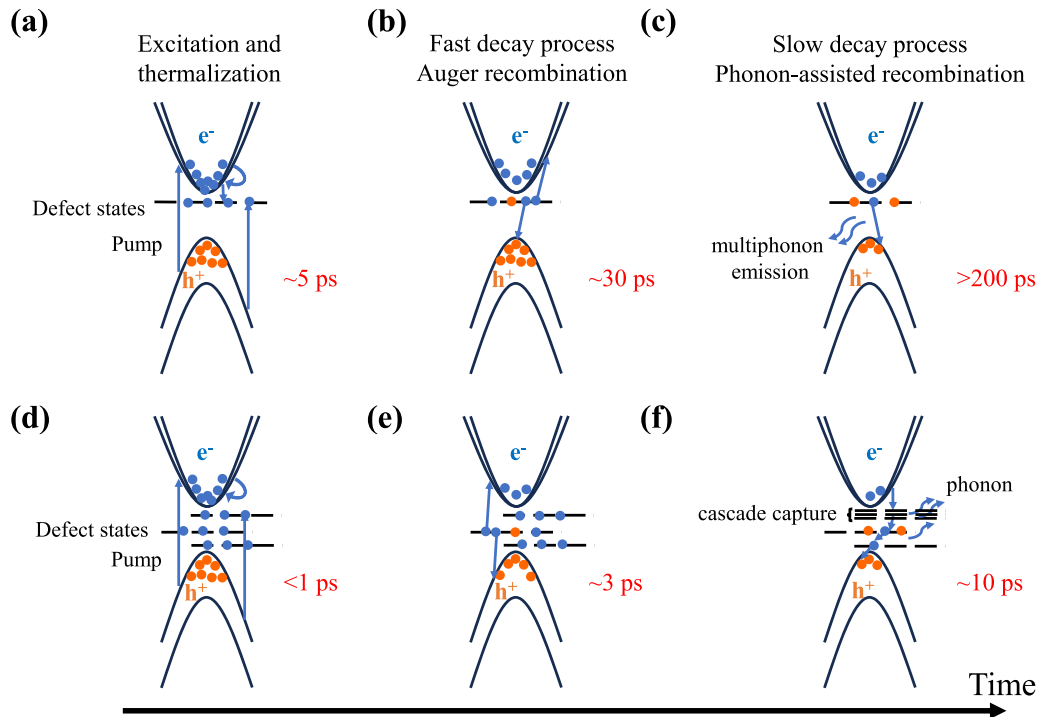 (a)
Excitation and
thermalization
e-
Defect states
Pump
h+
~5 ps
(b)
Fast decay process
Auger recombination
e-
h+
~30 ps
(c)
Slow decay process
Phonon-assisted recombination
e-
multiphonon
emission
h+
>200 ps
(d)
e-
Defect states
Pump
h+
<1 ps
(e)
e-
h+
~3 ps
(f)
e-
phonon
cascade capture
h+
~10 ps
Time